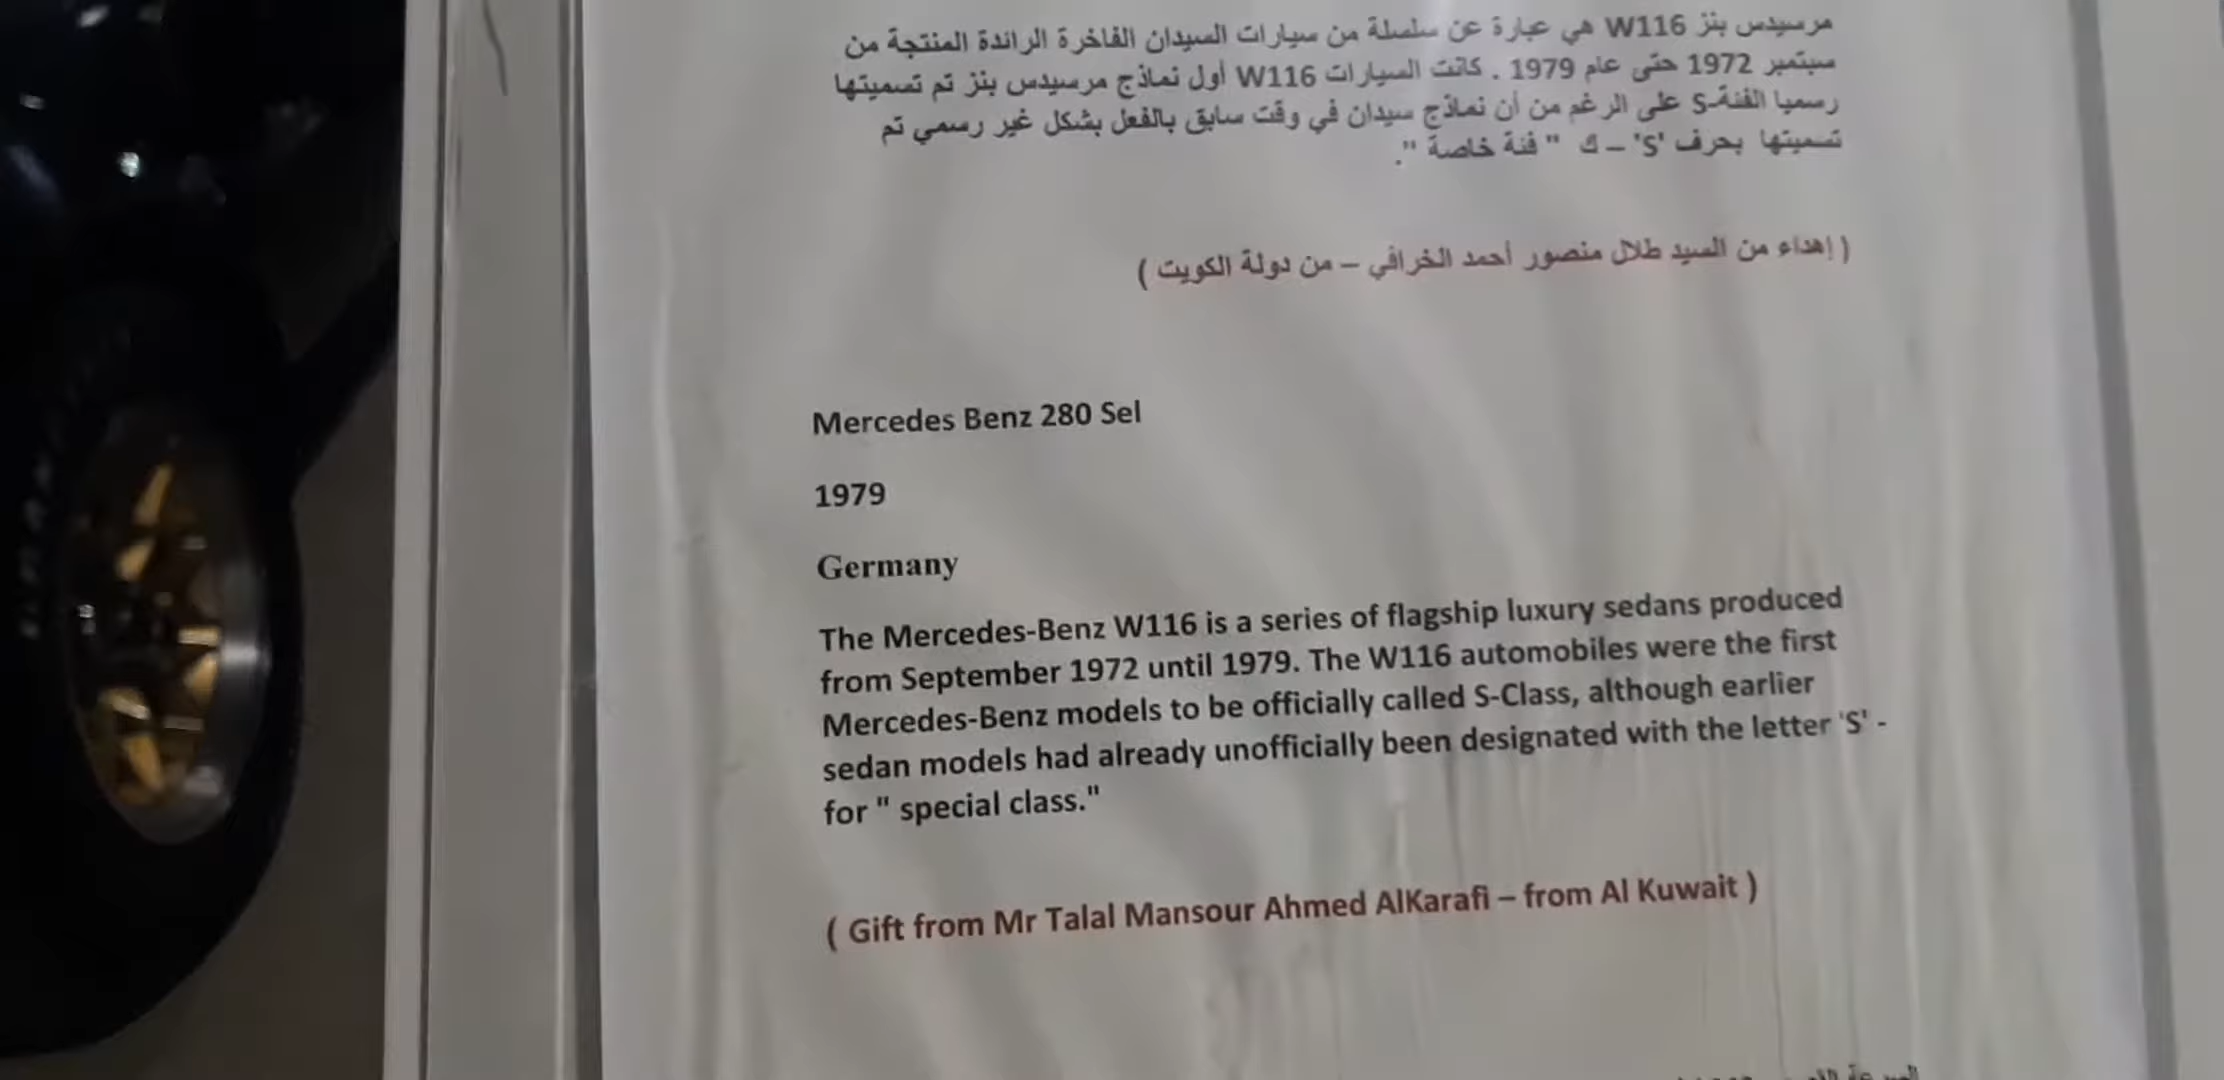 مرسيدس بنز W116 هي عبارة عن سلسلة من سيارات السيدان الفاخرة الرائدة المنتجة من
سبتمبر 1972 حتى عام 1979 . كانت السيارات W116 أول نماذج مرسيدس بنز تم تسميتها
رسميا الفئة-S على الرغم من أن نماذج سيدان في وقت سابق بالفعل بشكل غير رسمي تم
تسميتها بحرف 'S' – ك " فئة خاصة ".
( إهداء من السيد طلال منصور أحمد الخرافي – من دولة الكويت )
Mercedes Benz 280 Sel
1979
Germany
The Mercedes-Benz W116 is a series of flagship luxury sedans produced
from September 1972 until 1979. The W116 automobiles were the first
Mercedes-Benz models to be officially called S-Class, although earlier
sedan models had already unofficially been designated with the letter 'S' -
for " special class."
( Gift from Mr Talal Mansour Ahmed AlKarafi – from Al Kuwait )